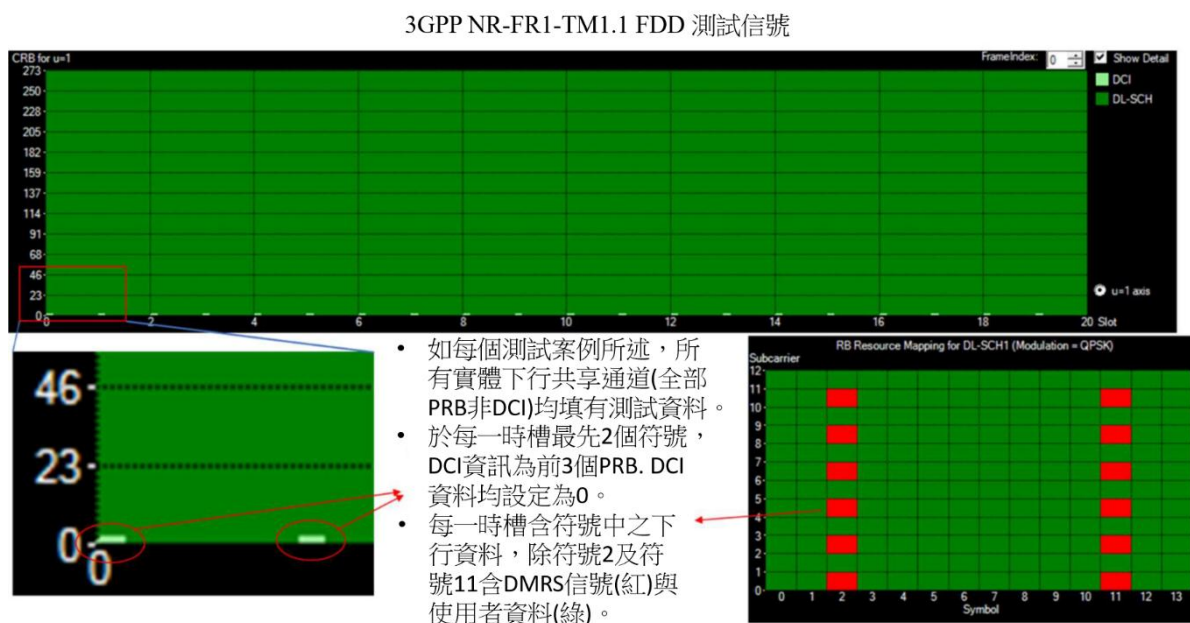 3GPP NR-FR1-TM1.1 FDD 測試信號
CRB for u=1
FrameIndex: 0 Show Detail
DCI
DL-SCH
273
250
228
205
182
159
137
114
91
68
46
23
0
0 2 4 6 8 10 12 14 16 18 20 Slot
u=1 axis
46
23
0
0
• 如每個測試案例所述，所
有實體下行共享通道(全部
PRB非DCI)均填有測試資料。
• 於每一時槽最先2個符號，
DCI資訊為前3個PRB. DCI
資料均設定為0。
• 每一時槽含符號中之下
行資料，除符號2及符
號11含DMRS信號(紅)與
使用者資料(綠)。
RB Resource Mapping for DL-SCH1 (Modulation = QPSK)
Subcarrier
12
11
10
9
8
7
6
5
4
3
2
1
0
0 1 2 3 4 5 6 7 8 9 10 11 12 13
Symbol